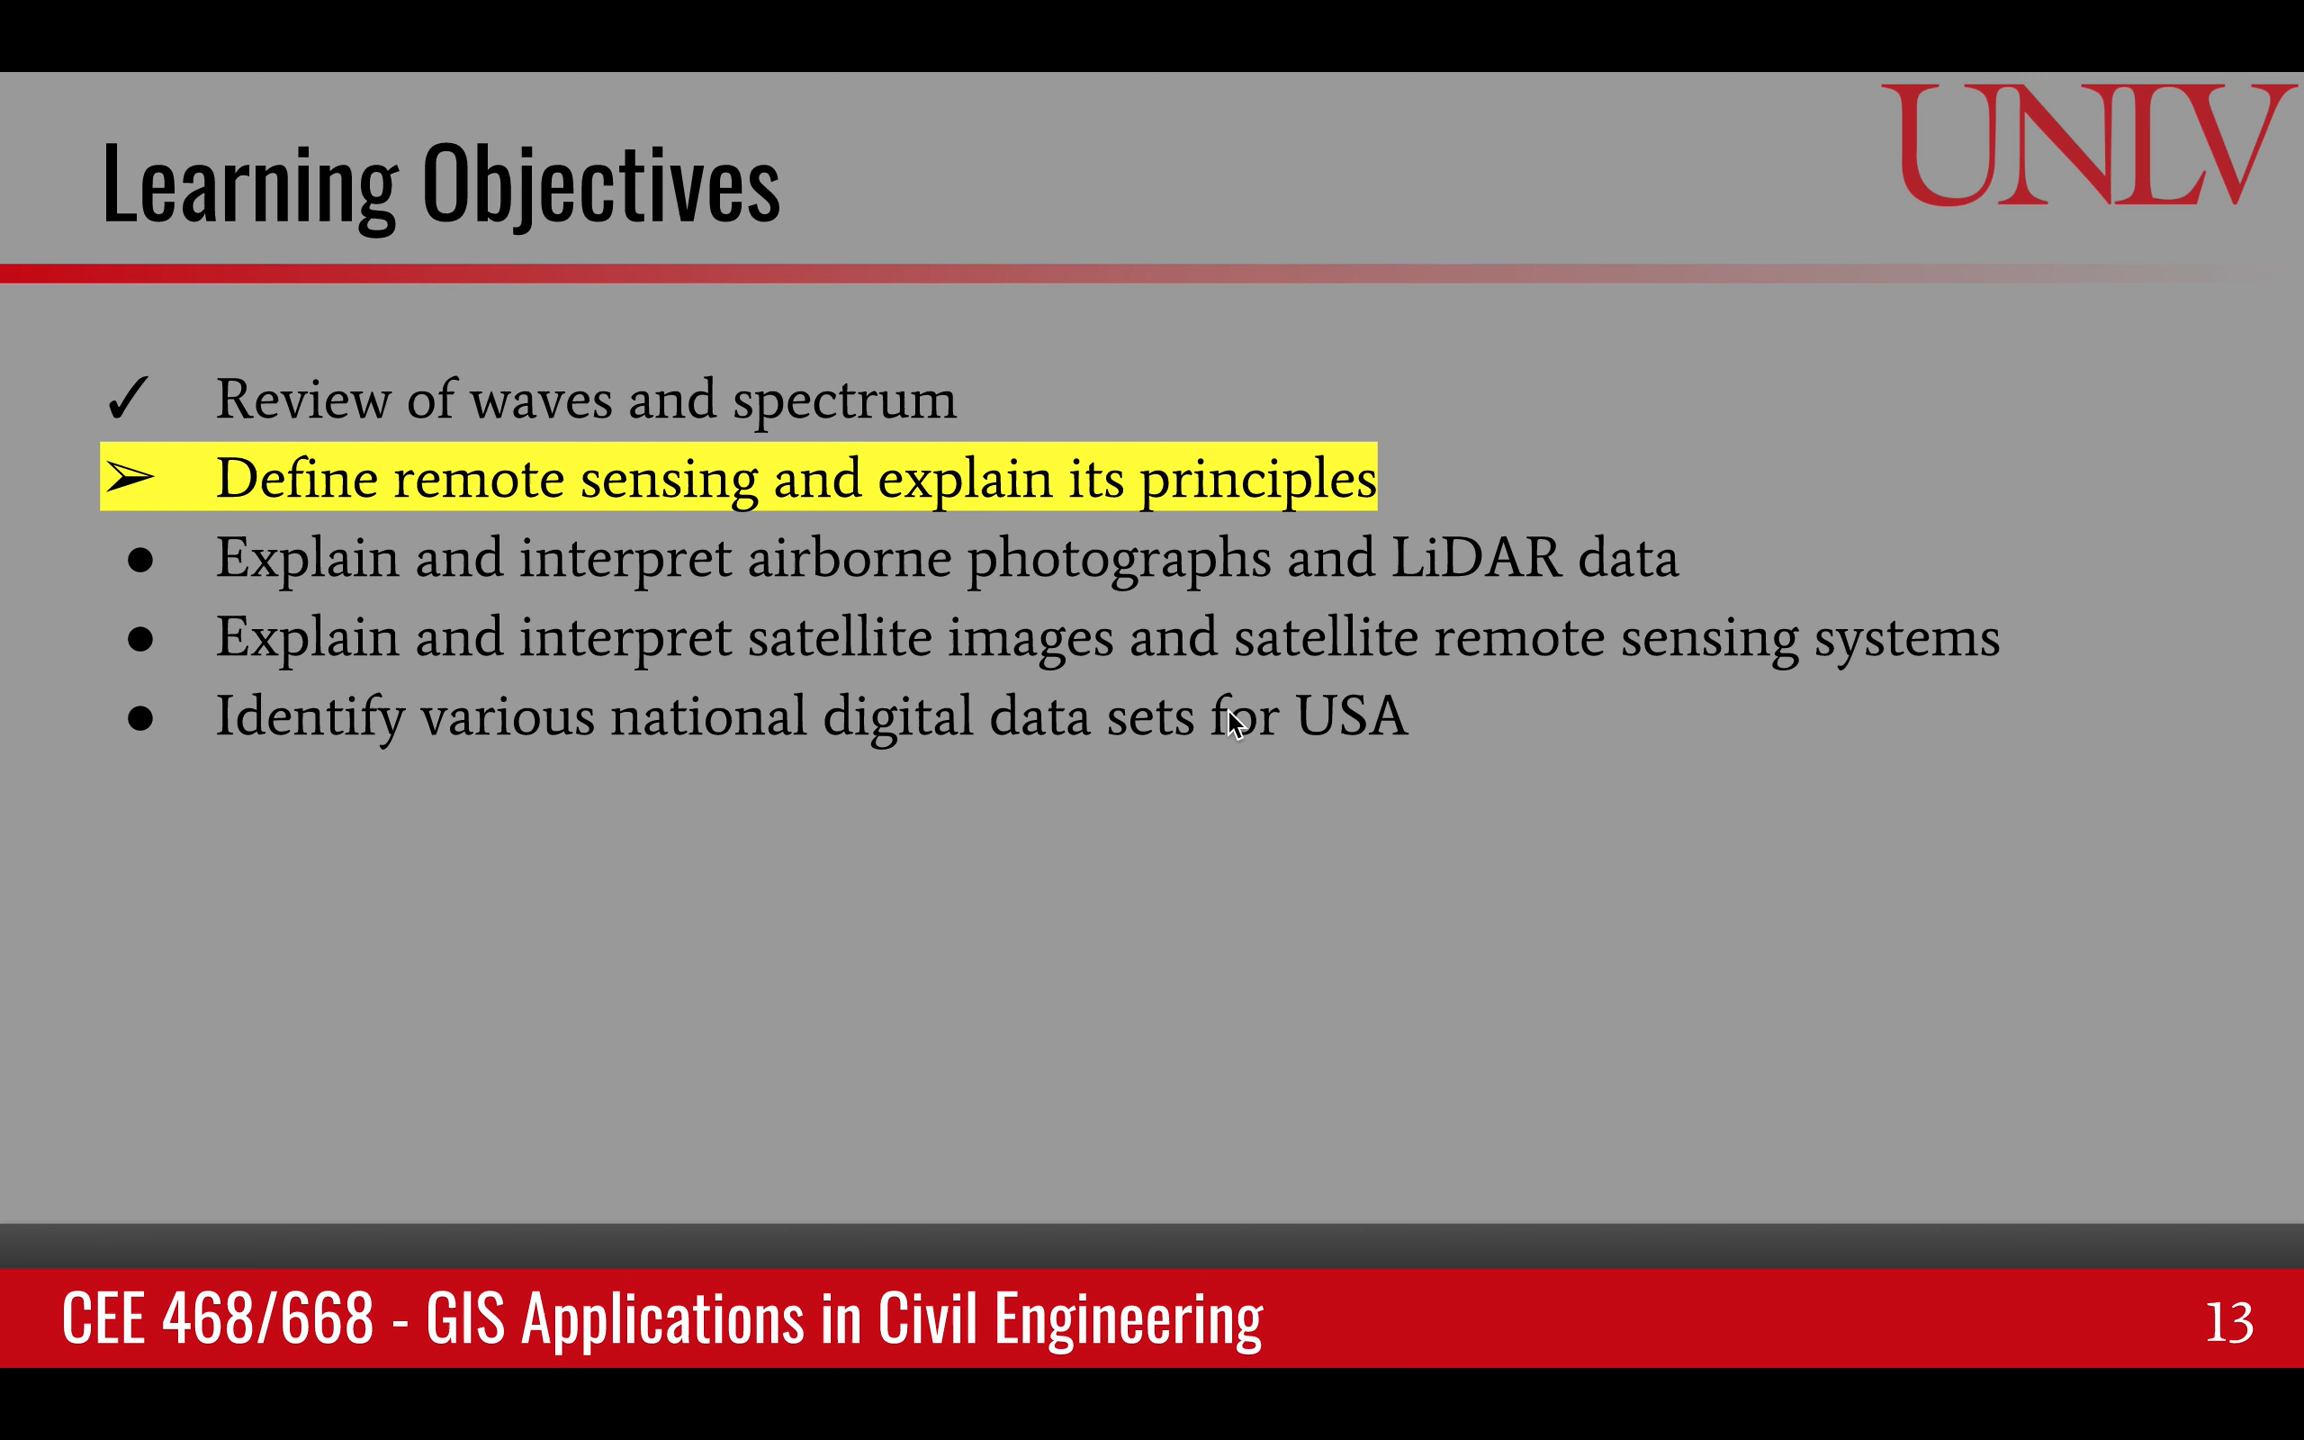 UNLV
Learning Objectives
✓ Review of waves and spectrum
➢ Define remote sensing and explain its principles
● Explain and interpret airborne photographs and LiDAR data
● Explain and interpret satellite images and satellite remote sensing systems
● Identify various national digital data sets for USA
CEE 468/668 - GIS Applications in Civil Engineering
13